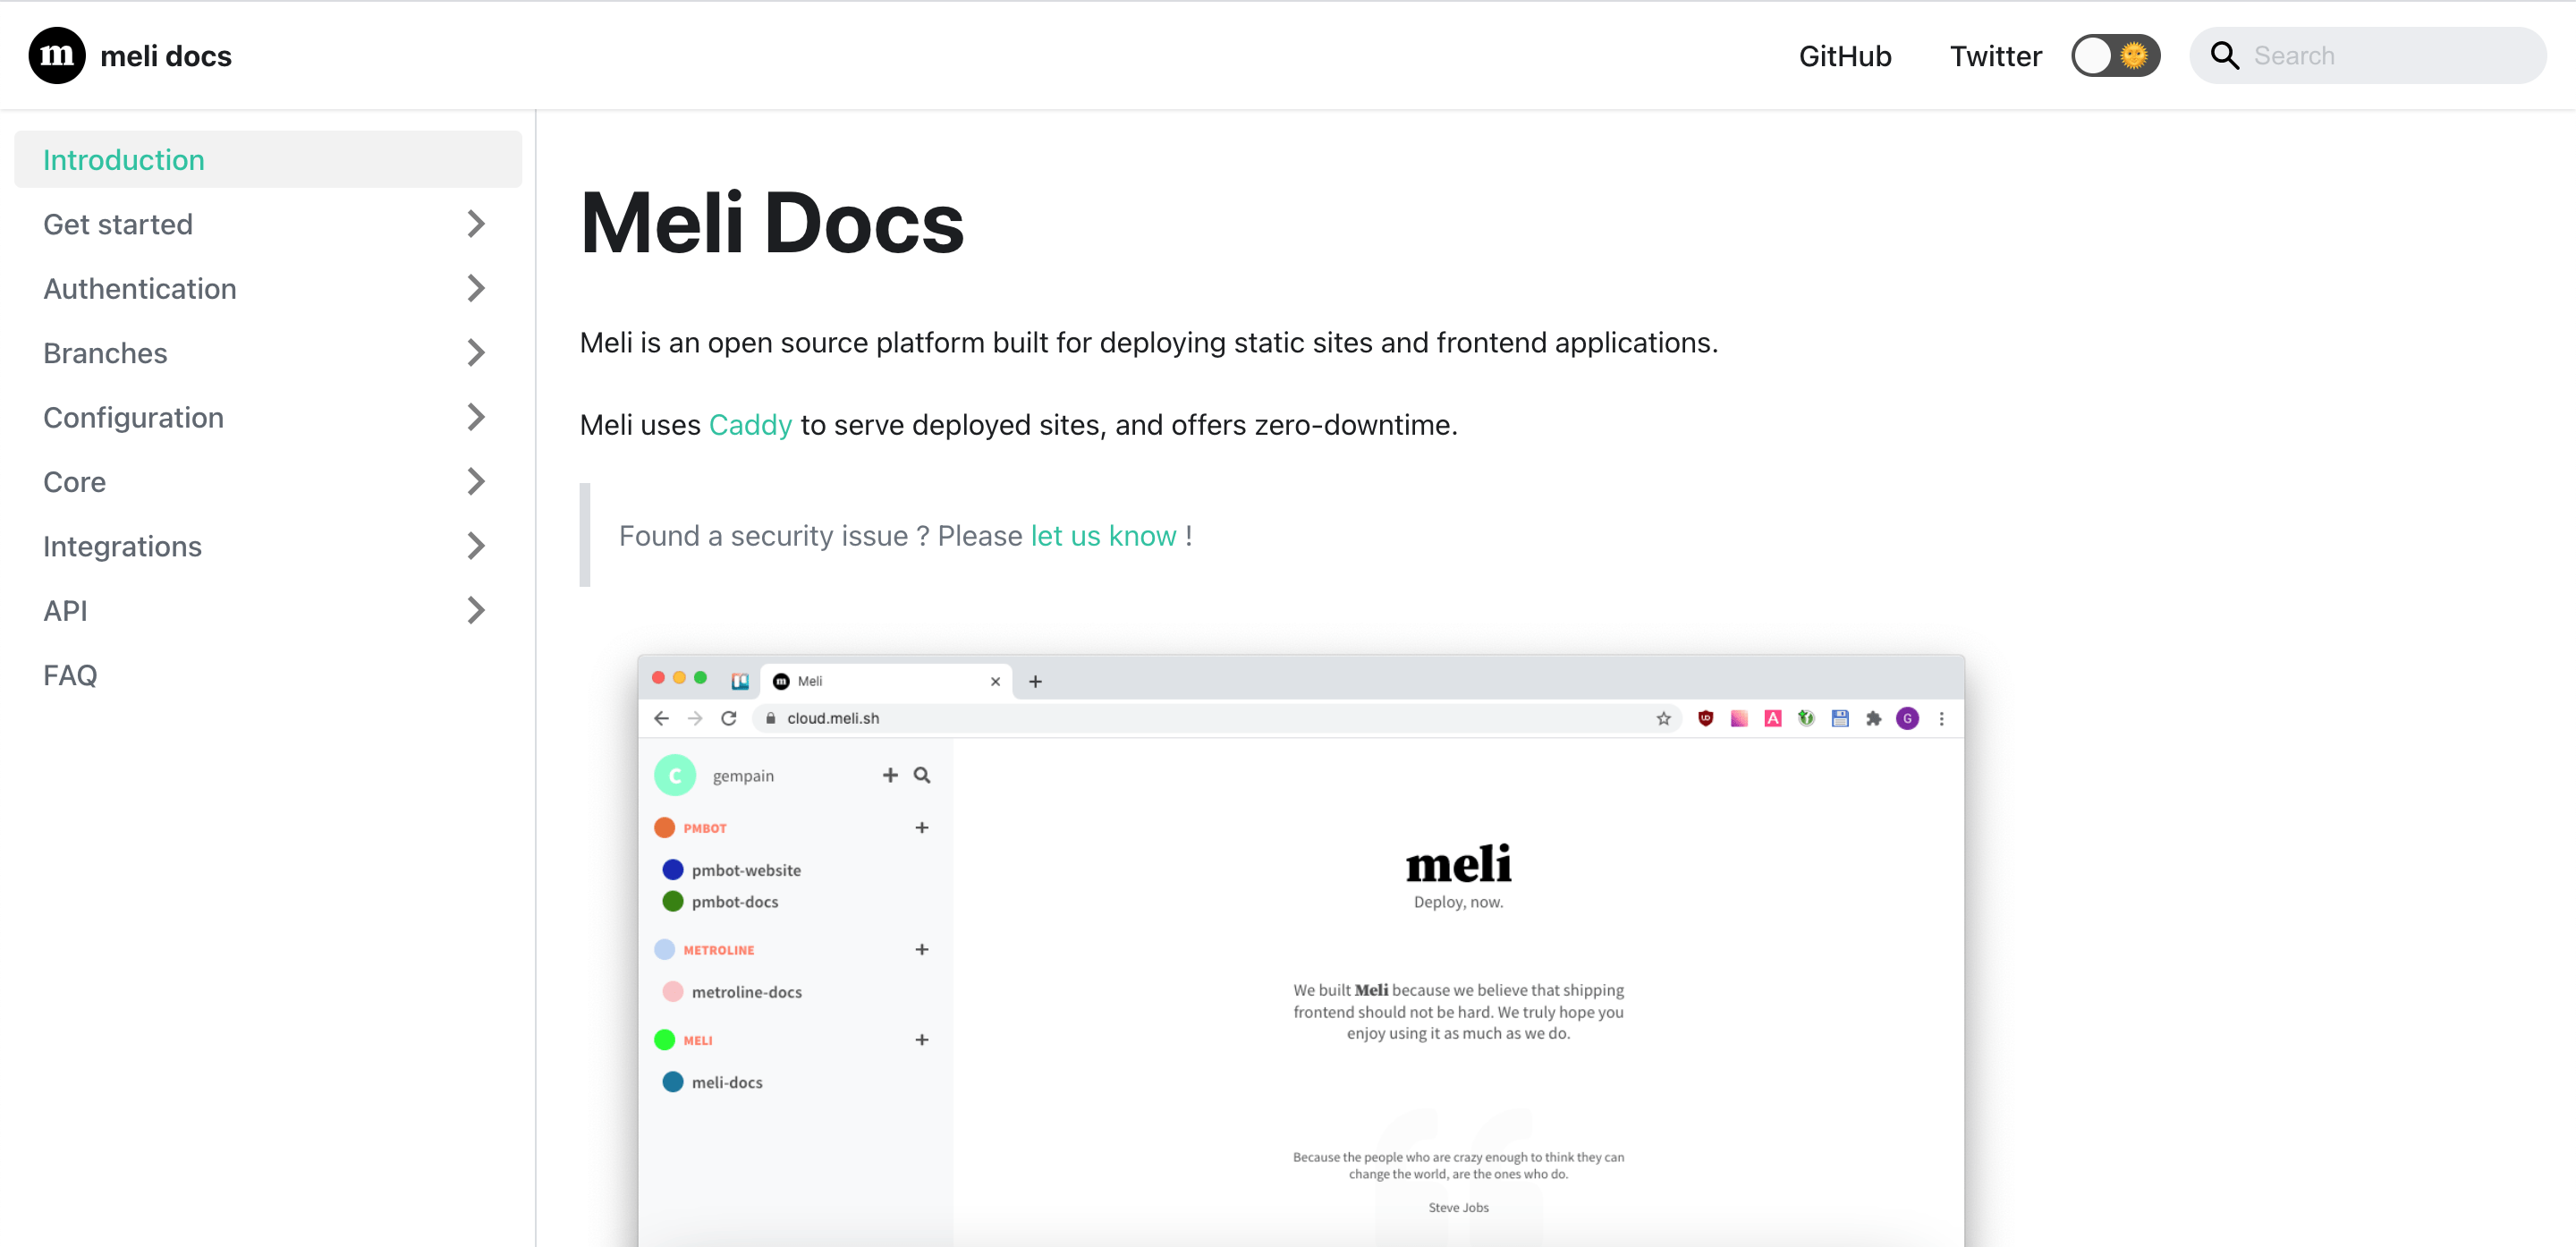 m meli docs
GitHub
Twitter
Search
Introduction
Get started
Authentication
Branches
Configuration
Core
Integrations
API
FAQ
Meli Docs
Meli is an open source platform built for deploying static sites and frontend applications.
Meli uses Caddy to serve deployed sites, and offers zero-downtime.
Found a security issue ? Please let us know !
m Meli
cloud.meli.sh
A
G
C gempain
PMBOT
pmbot-website
pmbot-docs
METROLINE
metroline-docs
MELI
meli-docs
meli
Deploy, now.
We built Meli because we believe that shipping
frontend should not be hard. We truly hope you
enjoy using it as much as we do.
Because the people who are crazy enough to think they can
change the world, are the ones who do.
Steve Jobs